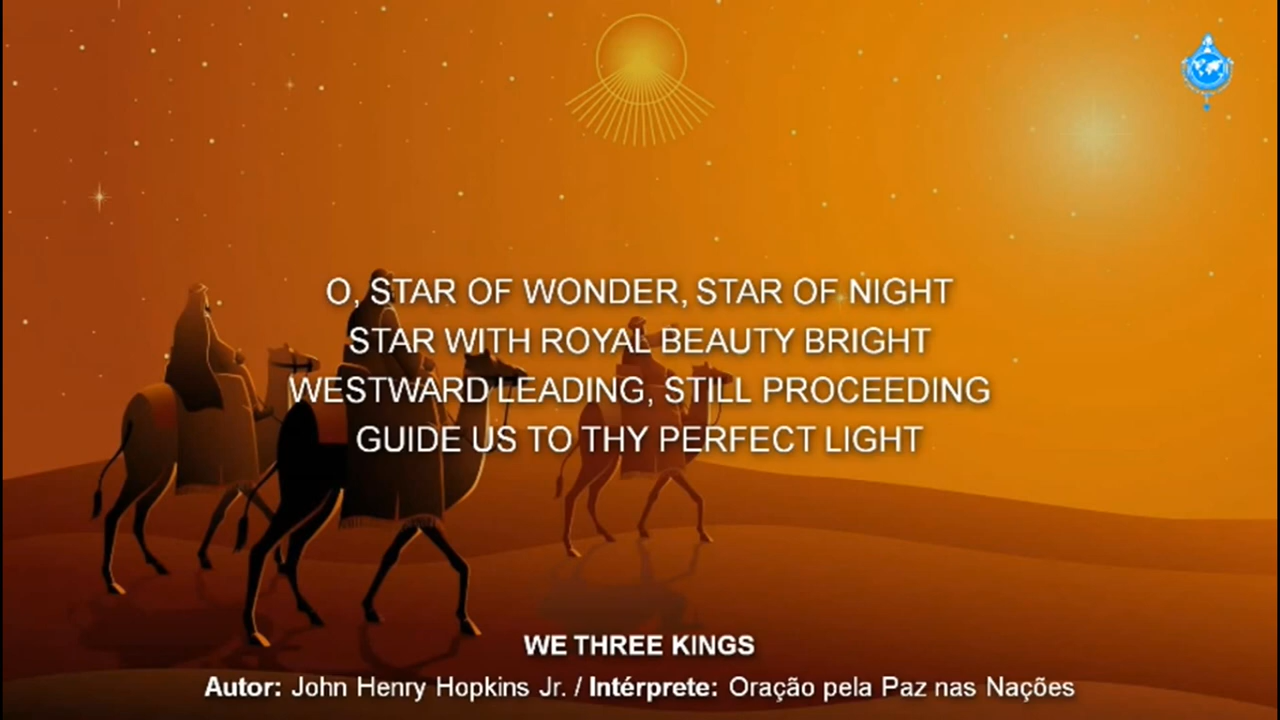 O, STAR OF WONDER, STAR OF NIGHT
STAR WITH ROYAL BEAUTY BRIGHT
WESTWARD LEADING, STILL PROCEEDING
GUIDE US TO THY PERFECT LIGHT
WE THREE KINGS
Autor: John Henry Hopkins Jr. / Intérprete: Oração pela Paz nas Nações